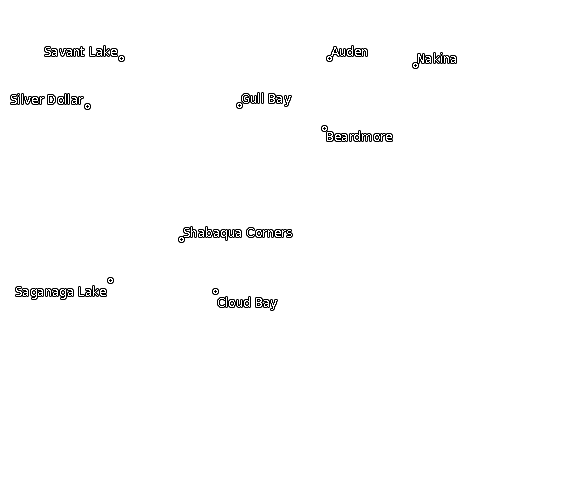 Savant Lake
Auden
Nakina
Silver Dollar
Gull Bay
Beardmore
Shabaqua Corners
Saganaga Lake
Cloud Bay